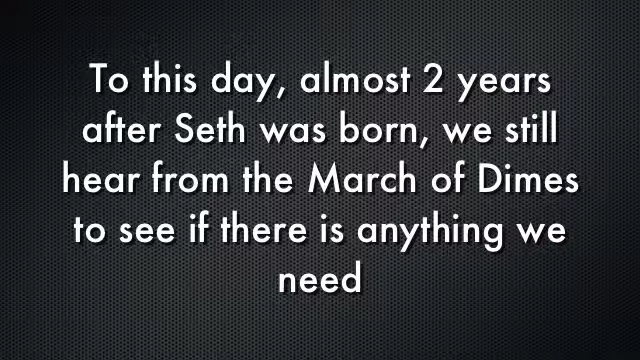 To this day, almost 2 years
after Seth was born, we still
hear from the March of Dimes
to see if there is anything we
need